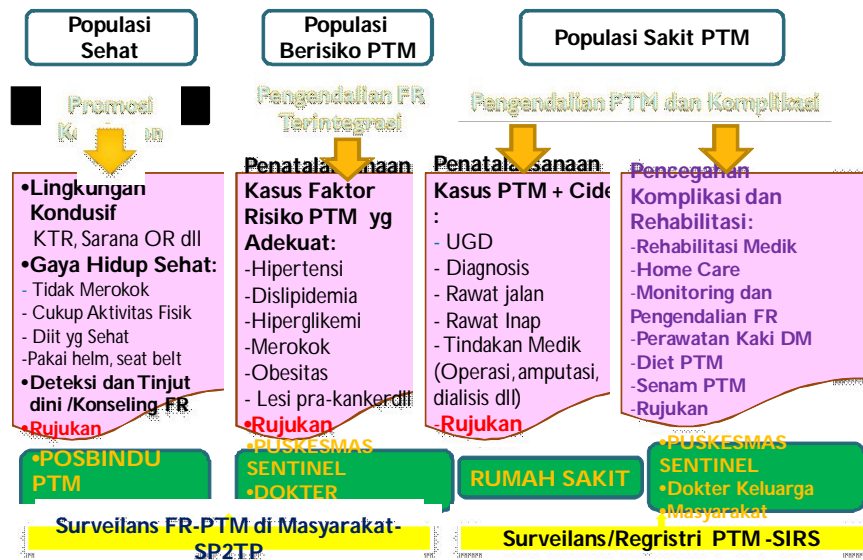 Populasi
Sehat
Populasi
Berisiko PTM
Populasi Sakit PTM
Promosi
Pengendalian FR
Terintegrasi
Pengendalian PTM dan Komplikasi
•Lingkungan
Kondusif
KTR, Sarana OR dll
•Gaya Hidup Sehat:
- Tidak Merokok
- Cukup Aktivitas Fisik
- Diit yg Sehat
-Pakai helm, seat belt
•Deteksi dan Tinjut
dini /Konseling FR
•Rujukan
Penatalaksanaan
Kasus Faktor
Risiko PTM yg
Adekuat:
-Hipertensi
-Dislipidemia
-Hiperglikemi
-Merokok
-Obesitas
- Lesi pra-kankerdll
•Rujukan
Penatalaksanaan
Kasus PTM + Cide
:
- UGD
- Diagnosis
- Rawat jalan
- Rawat Inap
-Tindakan Medik
(Operasi, amputasi,
dialisis dll)
-Rujukan
Pencegahan
Komplikasi dan
Rehabilitasi:
-Rehabilitasi Medik
-Home Care
-Monitoring dan
Pengendalian FR
-Perawatan Kaki DM
-Diet PTM
-Senam PTM
-Rujukan
•POSBINDU
PTM
•PUSKESMAS
SENTINEL
•DOKTER
RUMAH SAKIT
•PUSKESMAS
SENTINEL
•Dokter Keluarga
•Masyarakat
Surveilans FR-PTM di Masyarakat-
SP2TP
Surveilans/Regristri PTM -SIRS